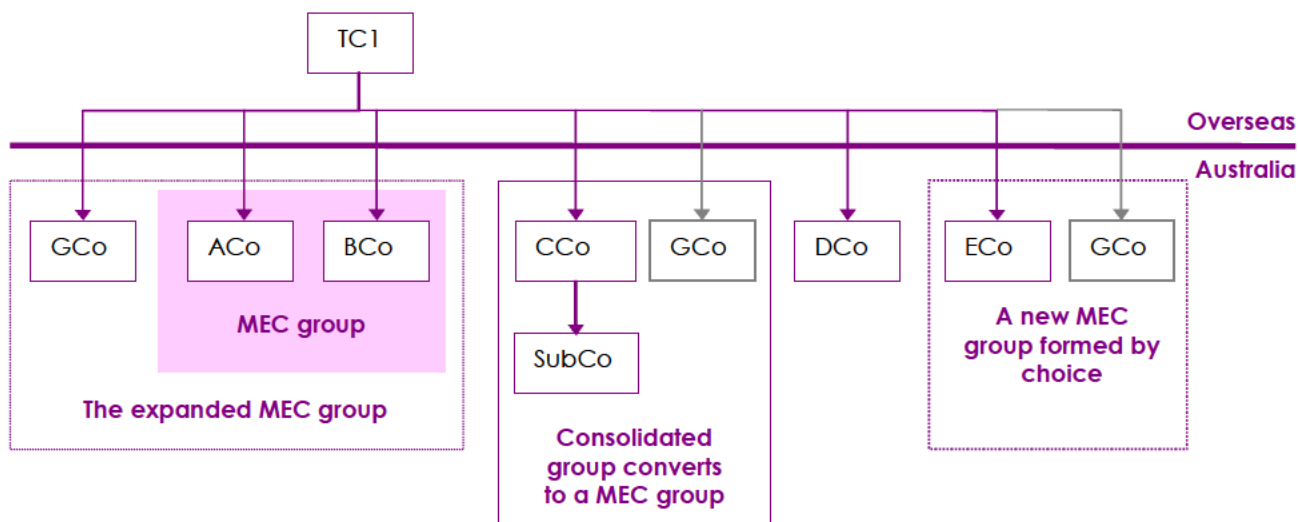 TC1
Overseas
Australia
GCo
ACo
BCo
CCo
GCo
DCo
ECo
GCo
MEC group
The expanded MEC group
SubCo
Consolidated
group converts
to a MEC group
A new MEC
group formed by
choice